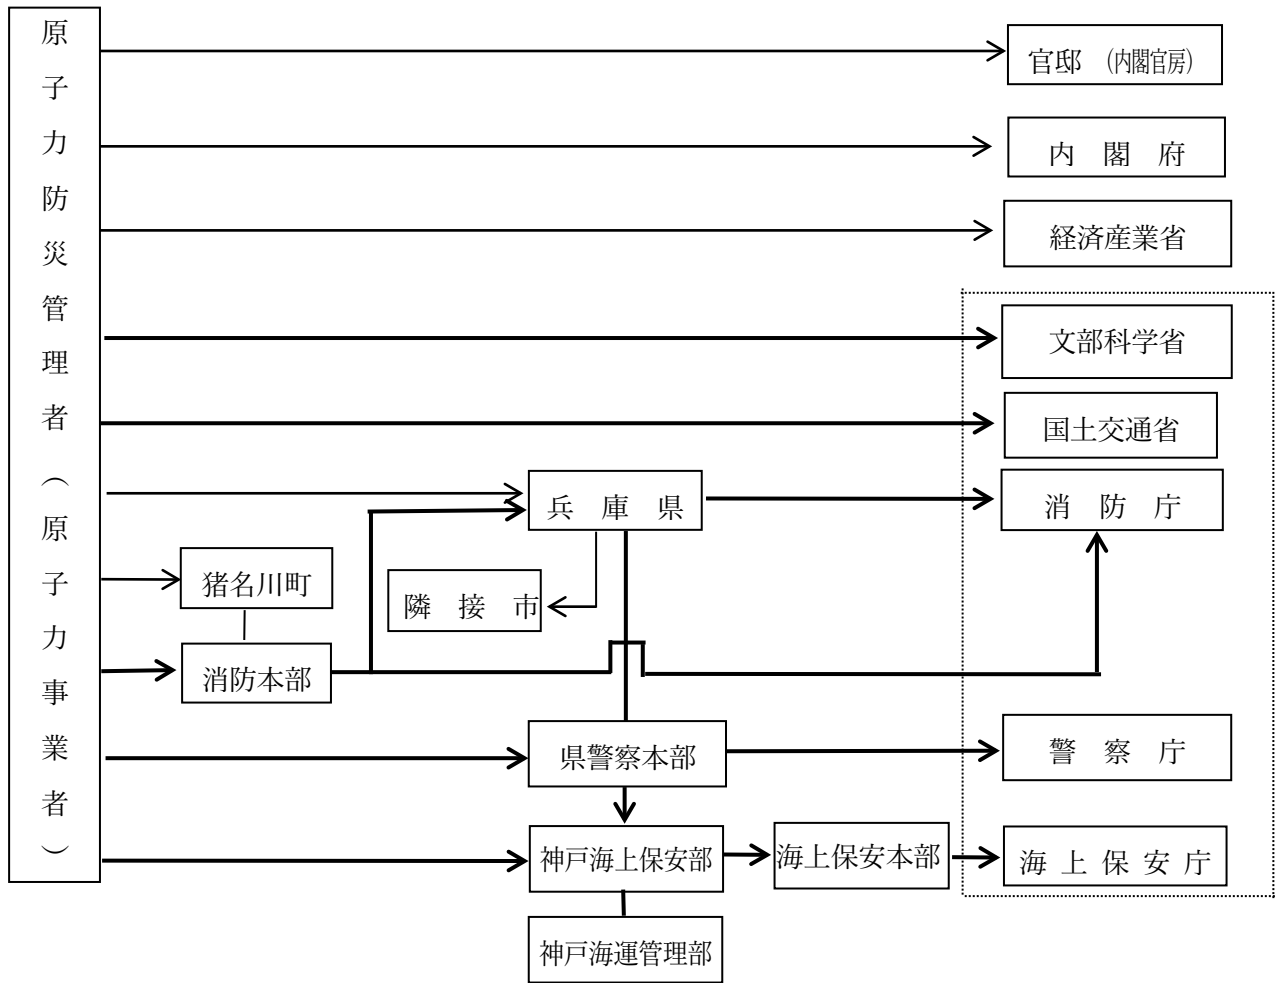 原子力防災管理者（原子力事業者）
官邸 （内閣官房）
内 閣 府
経済産業省
文部科学省
国土交通省
兵 庫 県
消 防 庁
猪名川町
隣 接 市
消防本部
県警察本部
警 察 庁
神戸海上保安部
海上保安本部
海 上 保 安 庁
神戸海運管理部